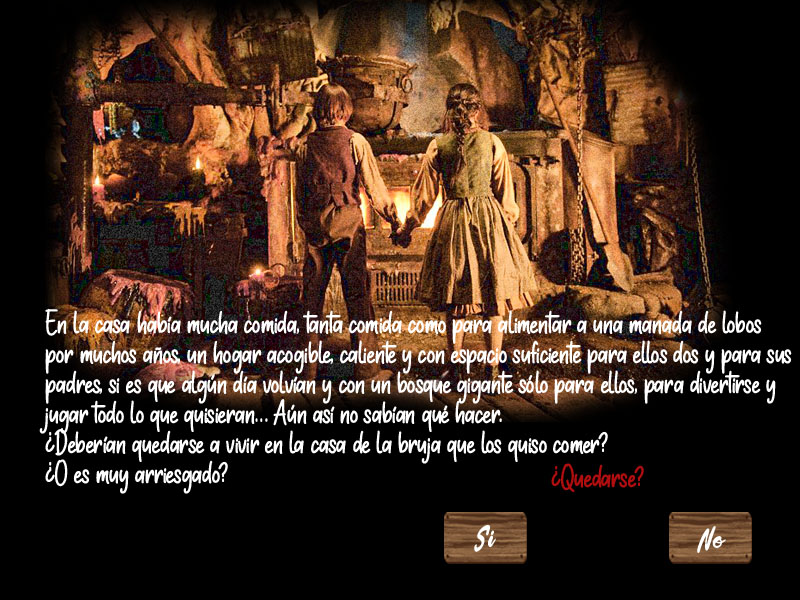 En la casa había mucha comida, tanta comida como para alimentar a una manada de lobos
por muchos años, un hogar acogible, caliente y con espacio suficiente para ellos dos y para sus
padres, si es que algún día volvían y con un bosque gigante sólo para ellos, para divertirse y
jugar todo lo que quisieran... Aún así no sabían qué hacer.
¿Deberían quedarse a vivir en la casa de la bruja que los quiso comer?
¿O es muy arriesgado?
¿Quedarse?
Si
No